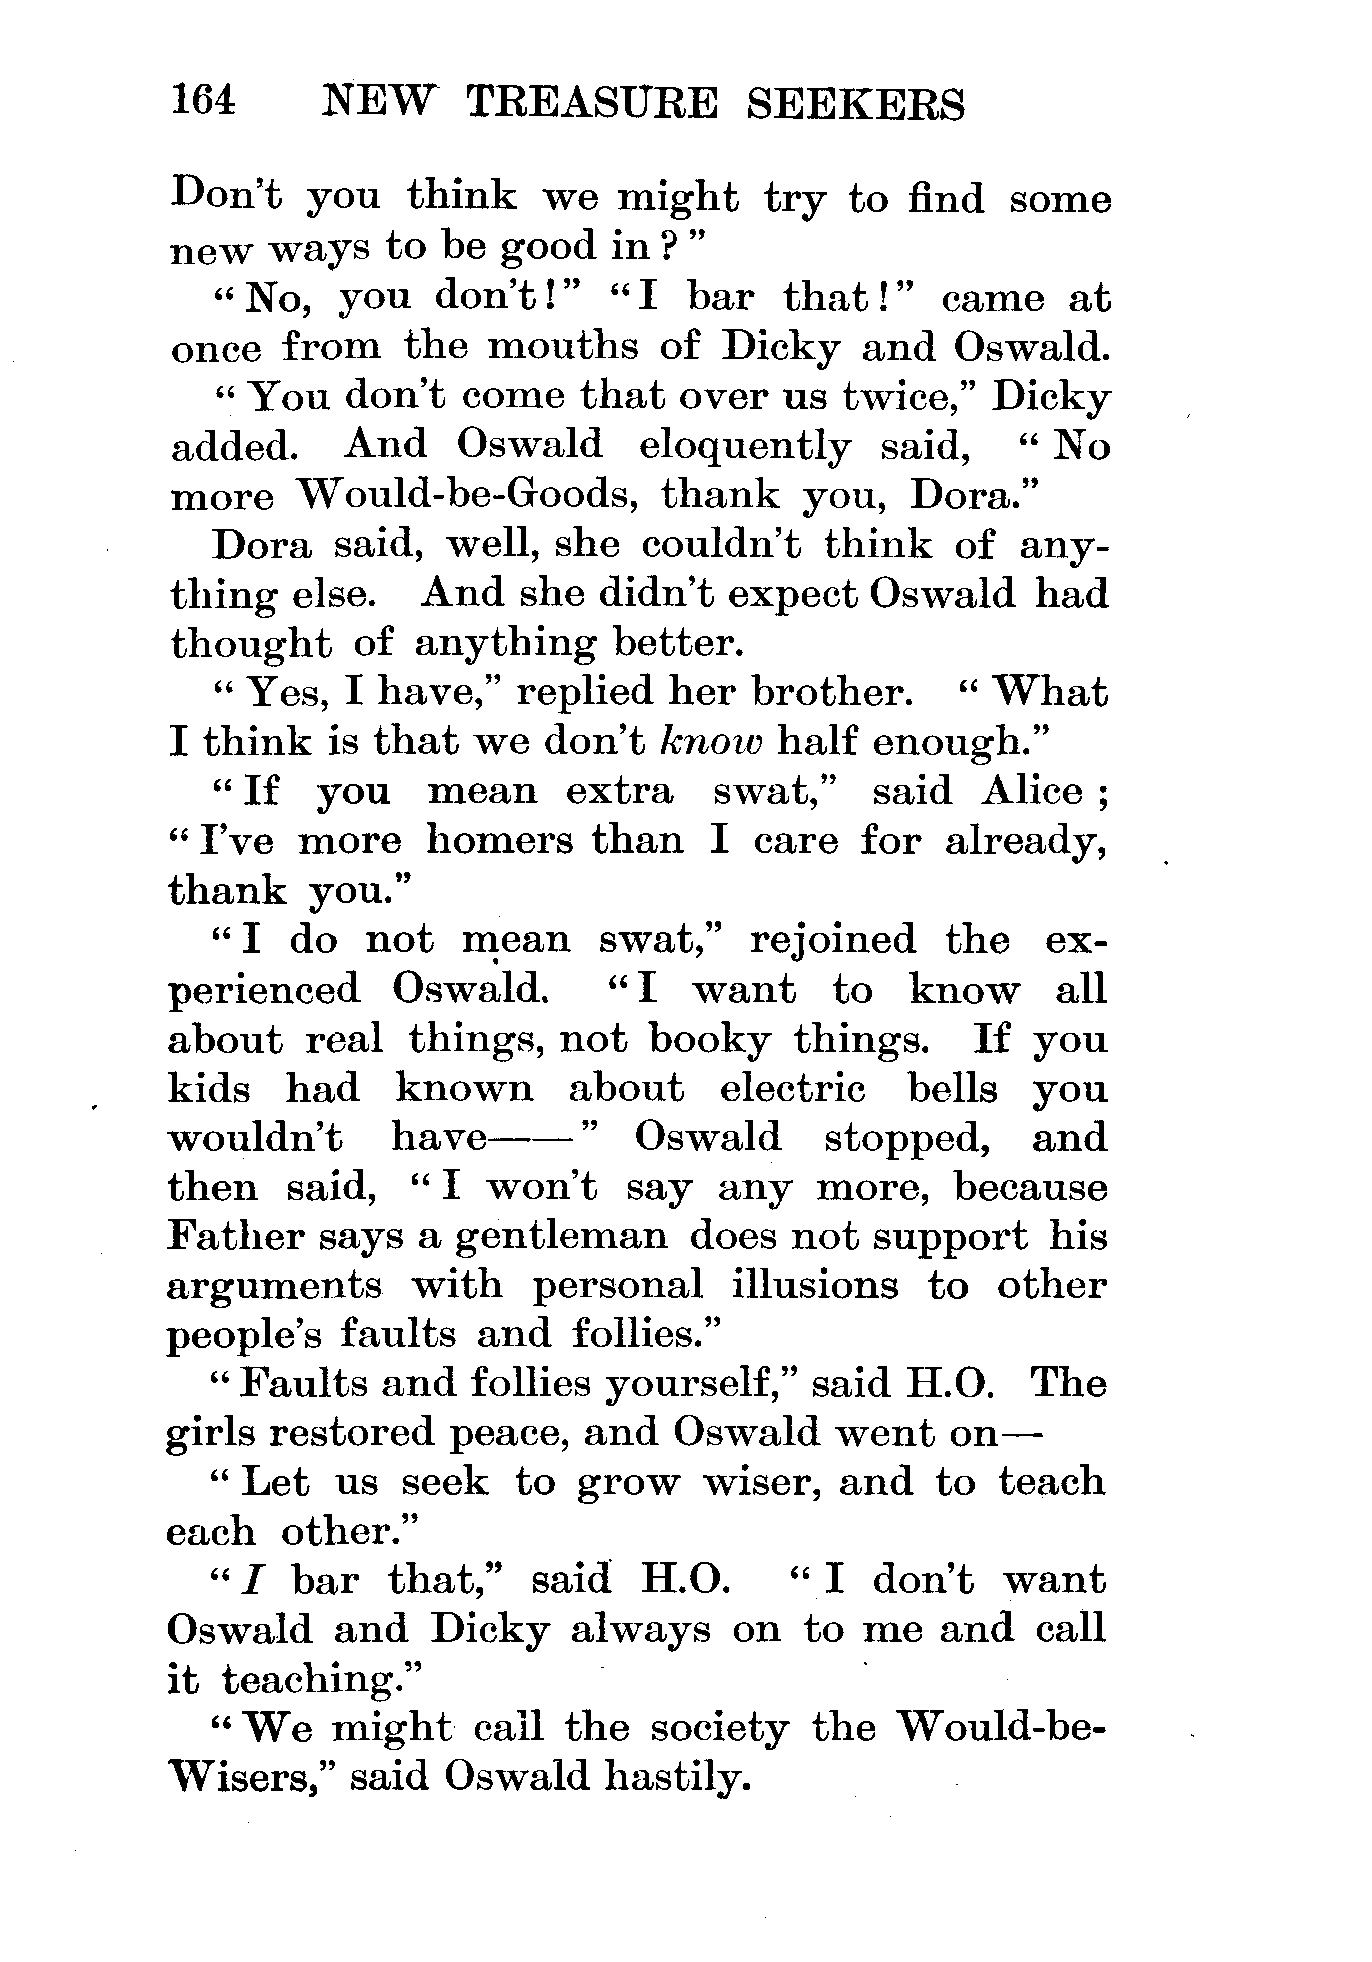 164 NEW TREASURE SEEKERS
Don't you think we might try to find some
new ways to be good in?"
"No, you don't!" "I bar that!" came at
once from the mouths of Dicky and Oswald.
"You don't come that over us twice," Dicky
added. And Oswald eloquently said, "No
more Would-be-Goods, thank you, Dora."
Dora said, well, she couldn't think of any-
thing else. And she didn't expect Oswald had
thought of anything better.
"Yes, I have," replied her brother. "What
I think is that we don't know half enough."
"If you mean extra swat," said Alice;
"I've more homers than I care for already,
thank you."
"I do not mean swat," rejoined the ex-
perienced Oswald. "I want to know all
about real things, not booky things. If you
kids had known about electric bells you
wouldn't have——" Oswald stopped, and
then said, "I won't say any more, because
Father says a gentleman does not support his
arguments with personal illusions to other
people's faults and follies."
"Faults and follies yourself," said H.O. The
girls restored peace, and Oswald went on—
"Let us seek to grow wiser, and to teach
each other."
"I bar that," said H.O. "I don't want
Oswald and Dicky always on to me and call
it teaching."
"We might call the society the Would-be-
Wisers," said Oswald hastily.